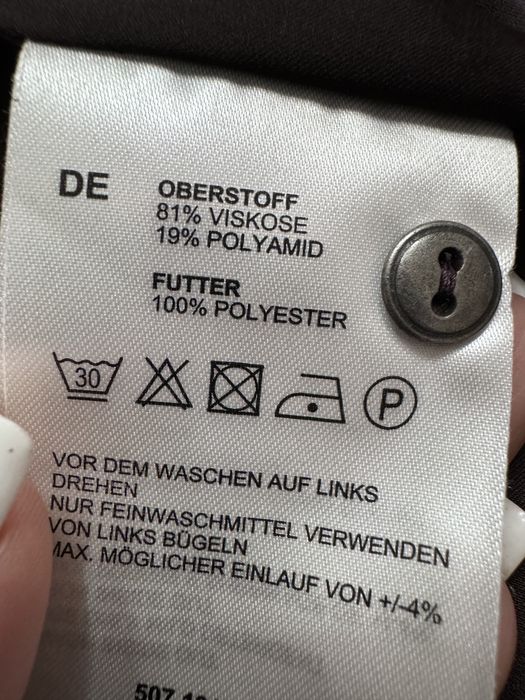 DE
OBERSTOFF
81% VISKOSE
19% POLYAMID
FUTTER
100% POLYESTER
30
P
VOR DEM WASCHEN AUF LINKS
DREHEN
NUR FEINWASCHMITTEL VERWENDEN
VON LINKS BÜGELN
MAX. MÖGLICHER EINLAUF VON +/-4%